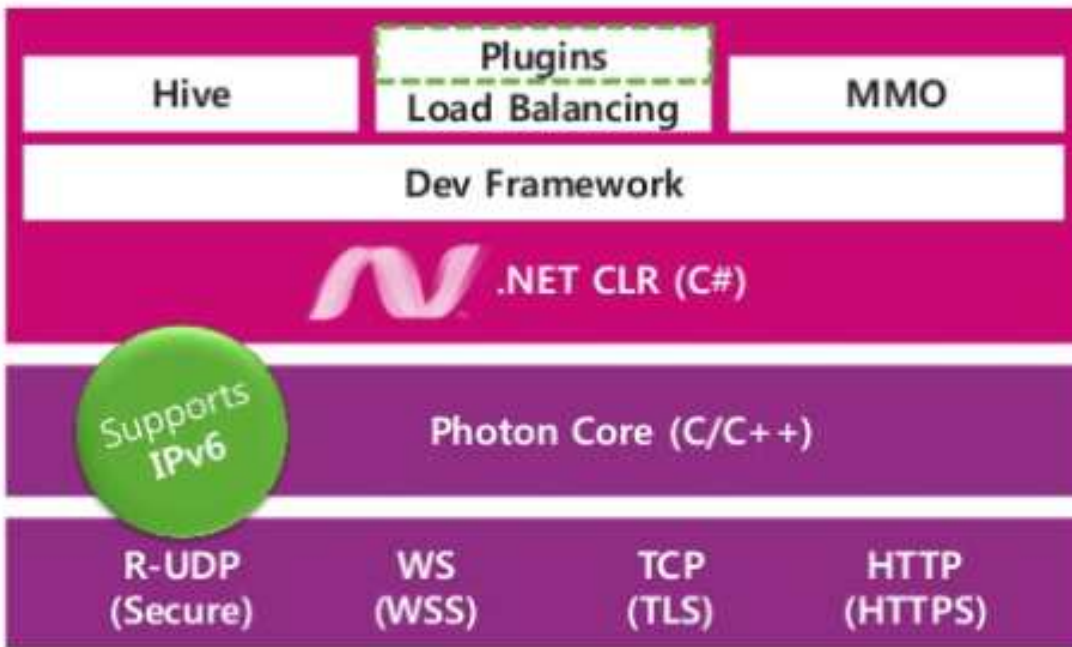 Plugins
Hive
Load Balancing
MMO
Dev Framework
.NET CLR (C#)
Supports
IPv6
Photon Core (C/C++)
R-UDP
(Secure)
WS
(WSS)
TCP
(TLS)
HTTP
(HTTPS)